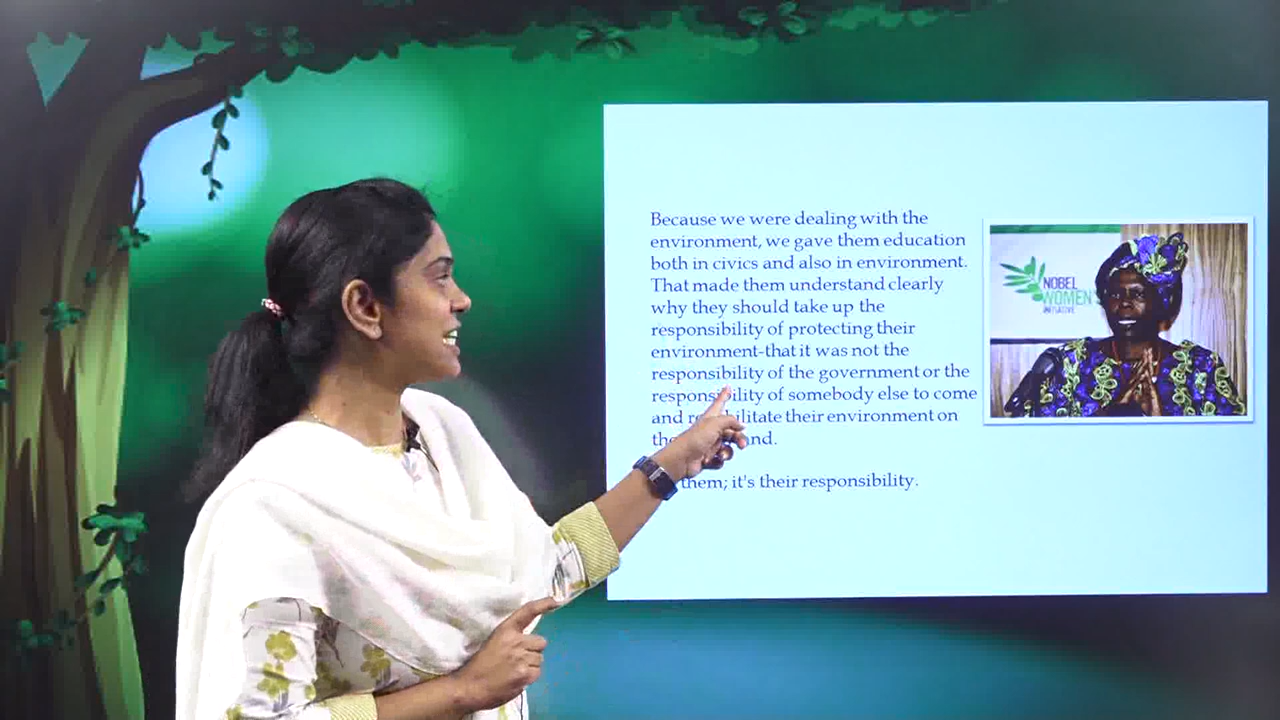 Because we were dealing with the
environment, we gave them education
both in civics and also in environment.
That made them understand clearly
why they should take up the
responsibility of protecting their
environment-that it was not the
responsibility of the government or the
responsibility of somebody else to come
and rehabilitate their environment on
them; it's their responsibility.
NOBEL
WOMEN'S
INITIATIVE